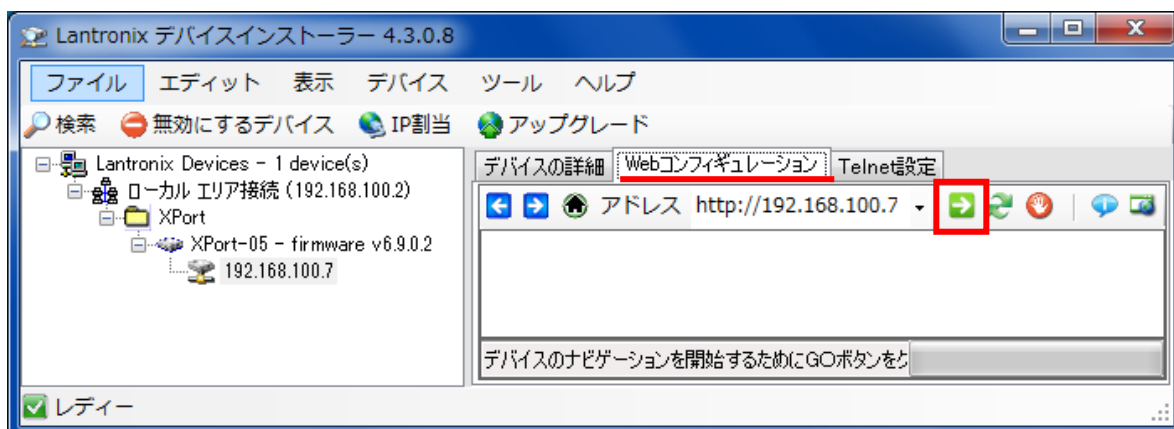 Lantronix デバイスインストーラー 4.3.0.8
ファイル エディット 表示 デバイス ツール ヘルプ
検索 無効にするデバイス IP割当 アップグレード
Lantronix Devices - 1 device(s)
ローカル エリア接続 (192.168.100.2)
XPort
XPort-05 - firmware v6.9.0.2
192.168.100.7
デバイスの詳細 Webコンフィギュレーション Telnet設定
アドレス http://192.168.100.7
デバイスのナビゲーションを開始するためにGOボタンを
レディー